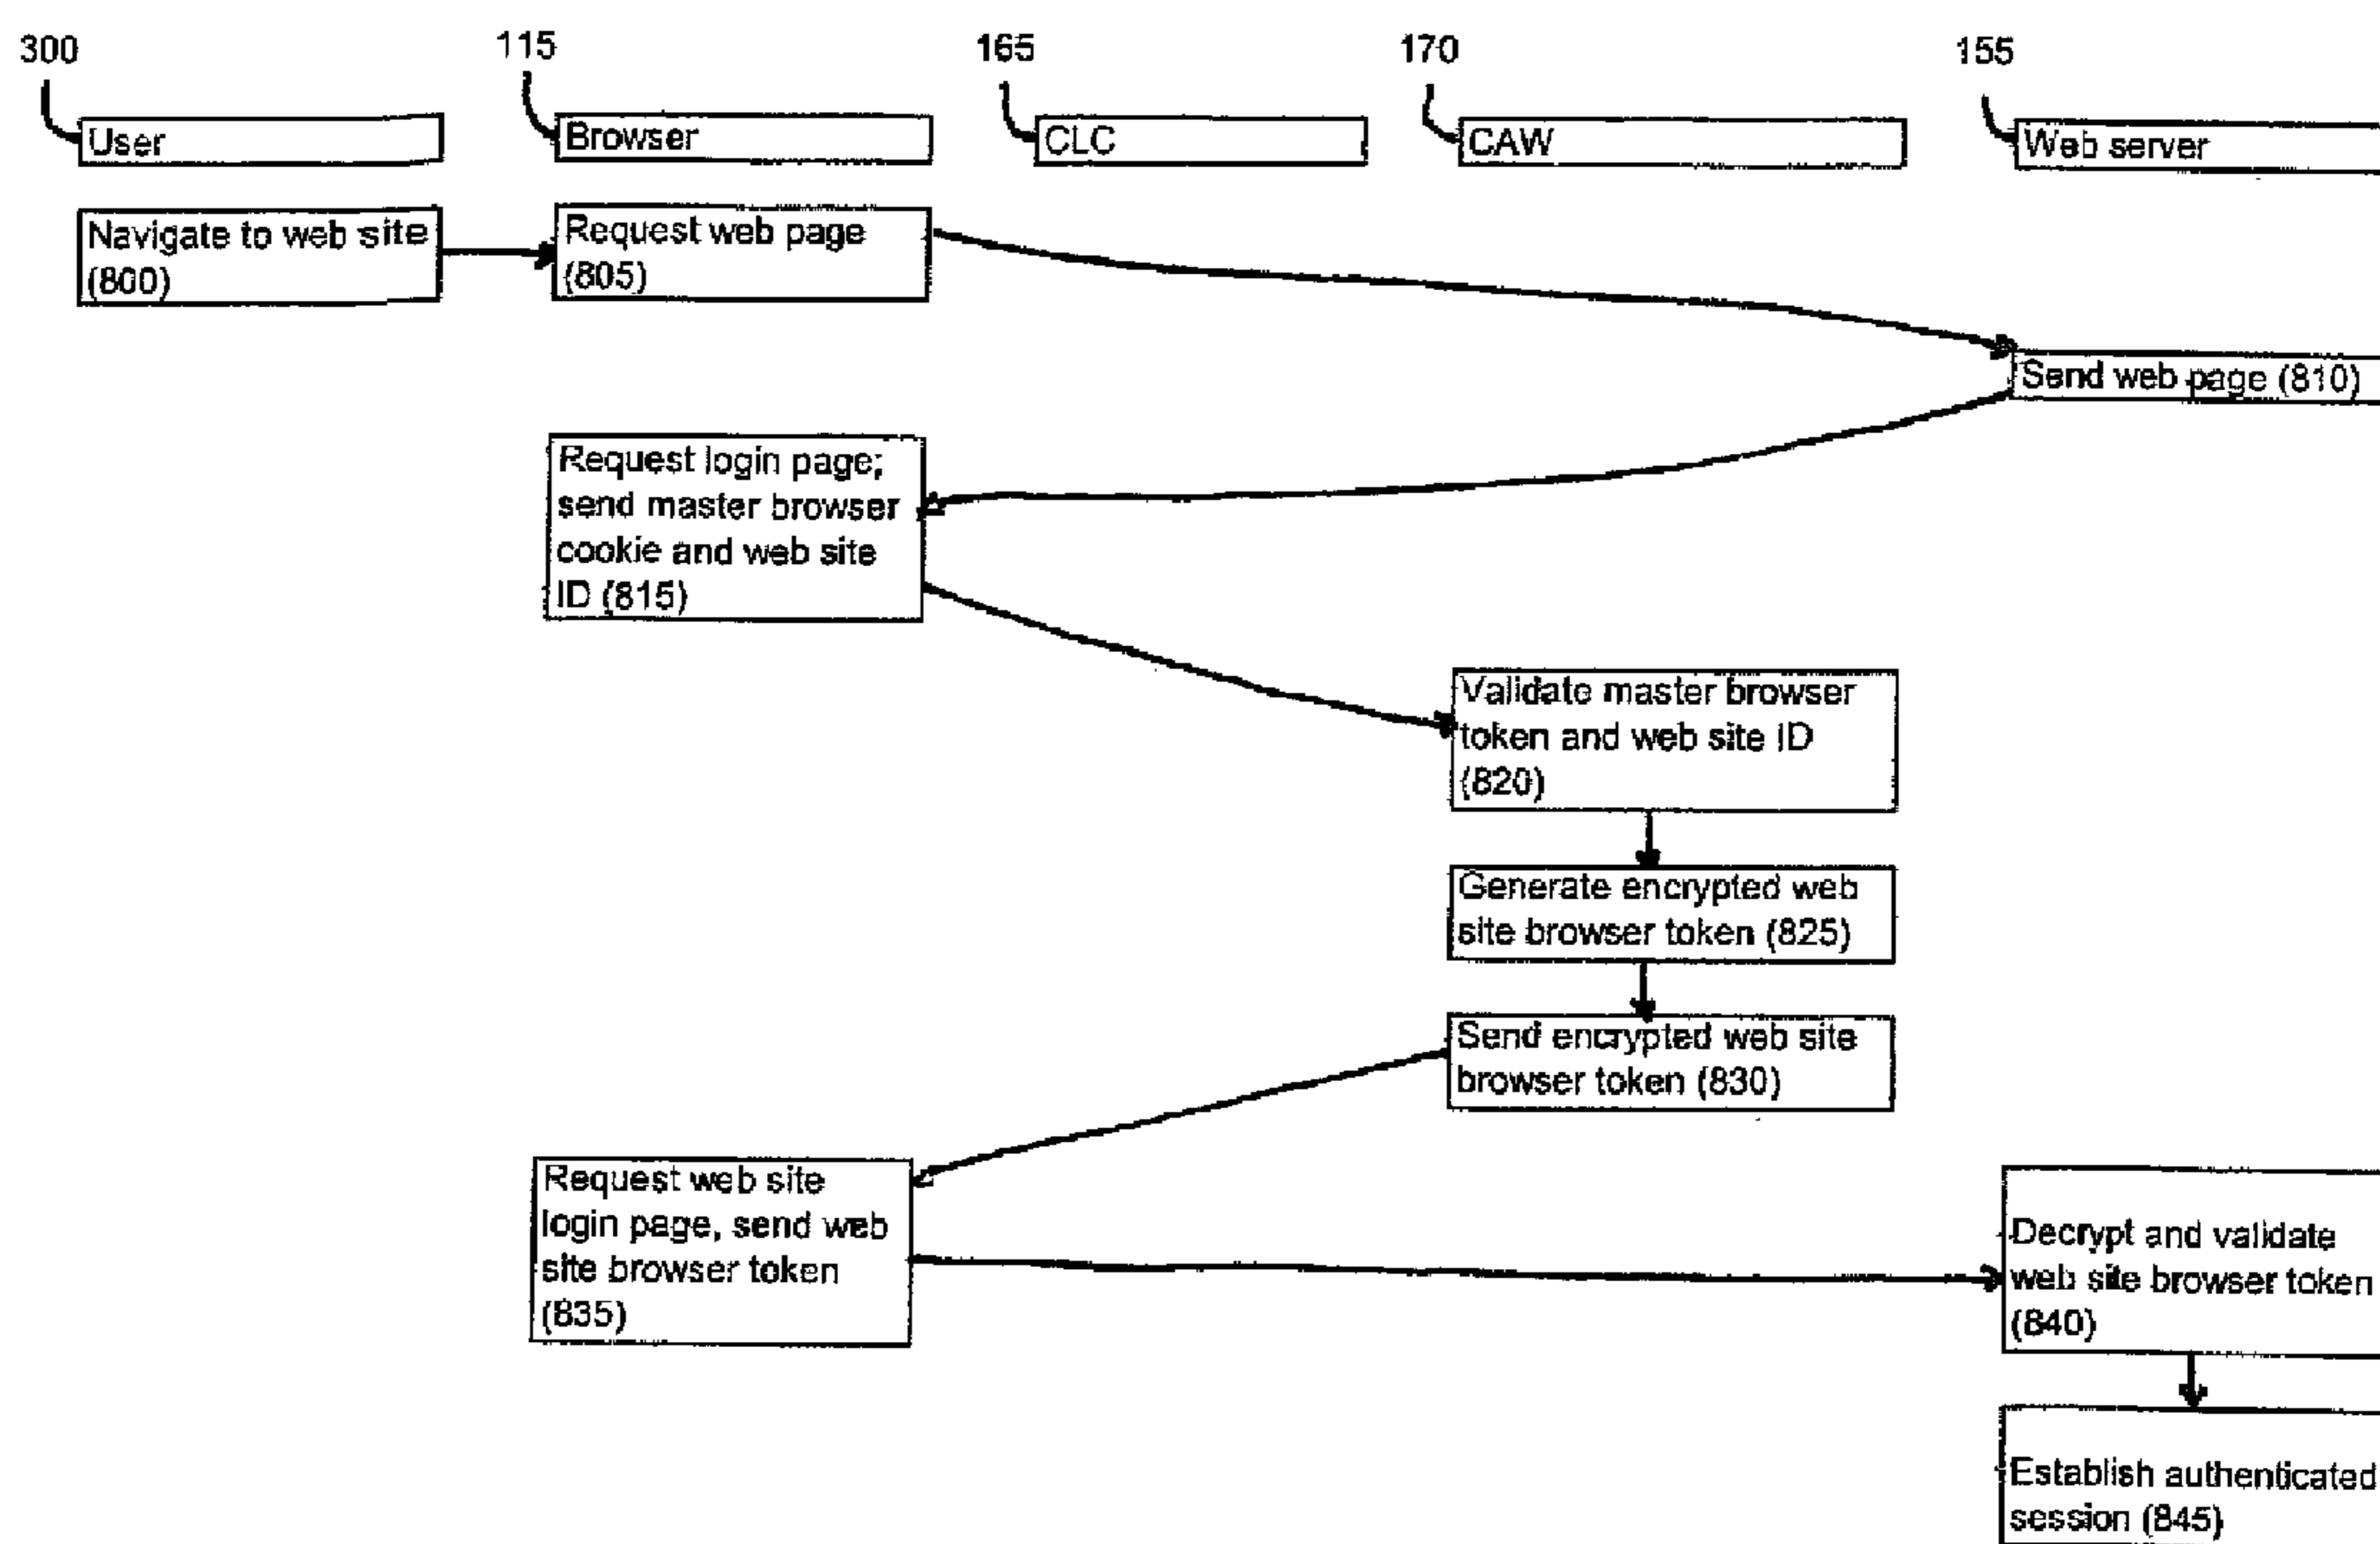 300
115
165
170
155
User
Browser
CLC
CAW
Web server
Navigate to web site
(800)
Request web page
(805)
Send web page (810)
Request login page;
send master browser
cookie and web site
ID (815)
Validate master browser
token and web site ID
(820)
Generate encrypted web
site browser token (825)
Send encrypted web site
browser token (830)
Request web site
login page, send web
site browser token
(835)
Decrypt and validate
web site browser token
(840)
Establish authenticated
session (845)